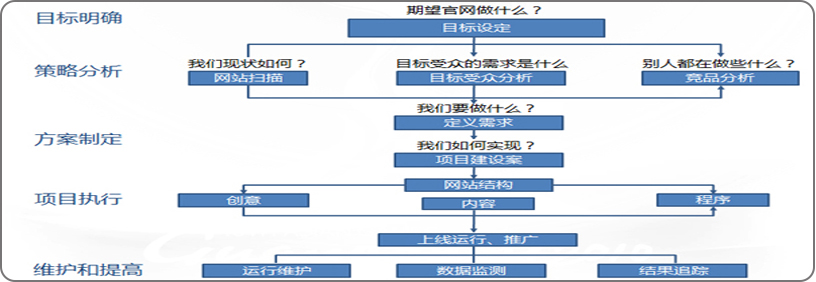 期望官网做什么？
目标明确
目标设定
我们现状如何？ 目标受众的需求是什么 别人都在做些什么？
策略分析
网站扫描 目标受众分析 竞品分析
我们要做什么？
定义需求
方案制定
我们如何实现？
项目建设案
网站结构
项目执行
创意 内容 程序
上线运行、推广
维护和提高
运行维护 数据监测 结果追踪